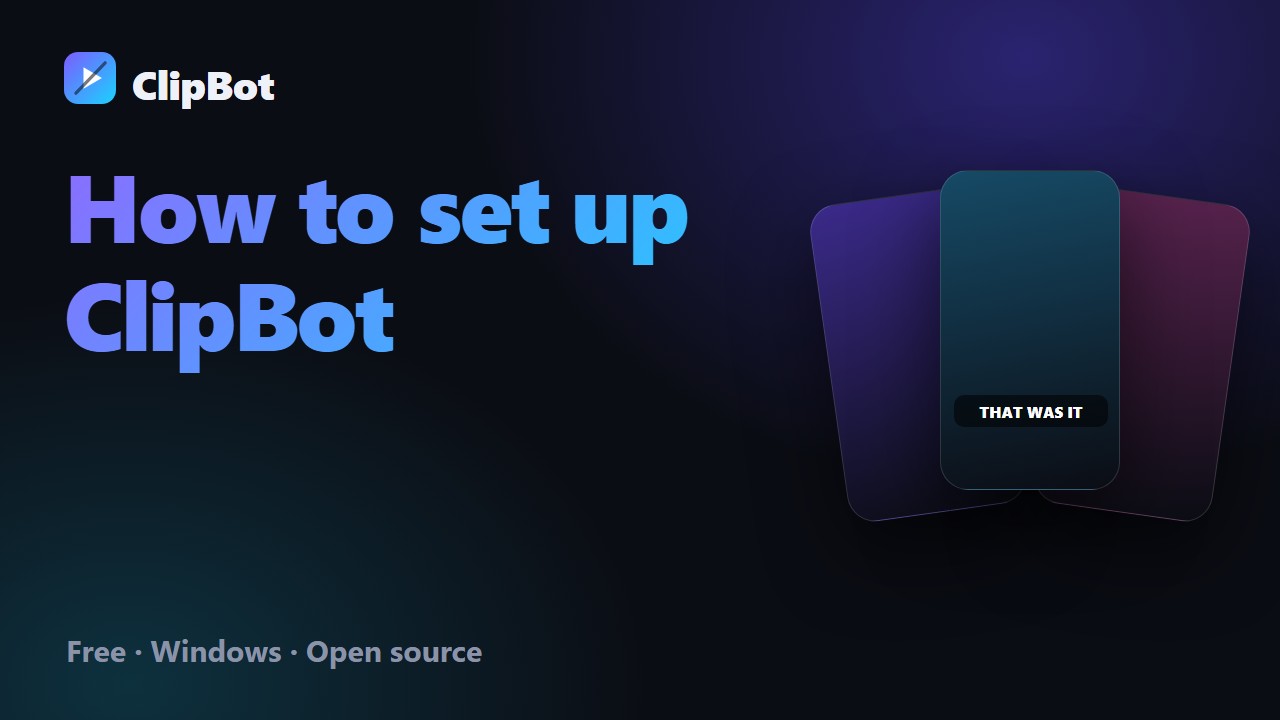 ClipBot
How to set up
ClipBot
THAT WAS IT
Free · Windows · Open source